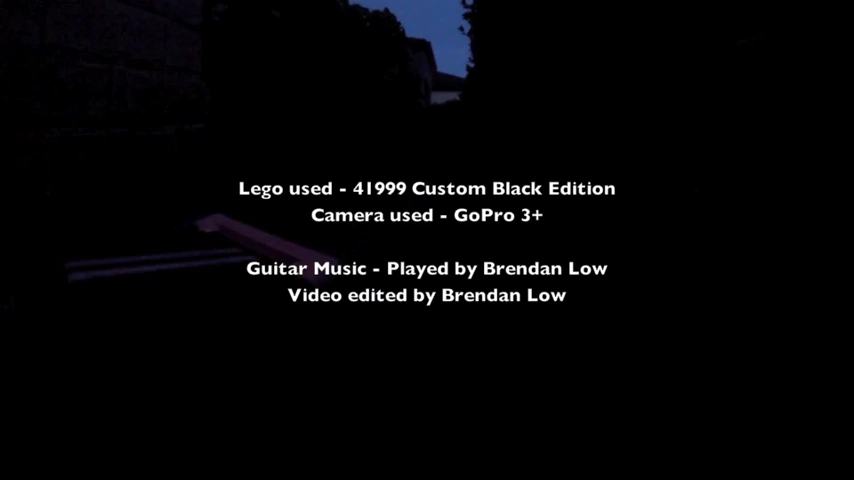 Lego used - 41999 Custom Black Edition
Camera used - GoPro 3+
Guitar Music - Played by Brendan Low
Video edited by Brendan Low